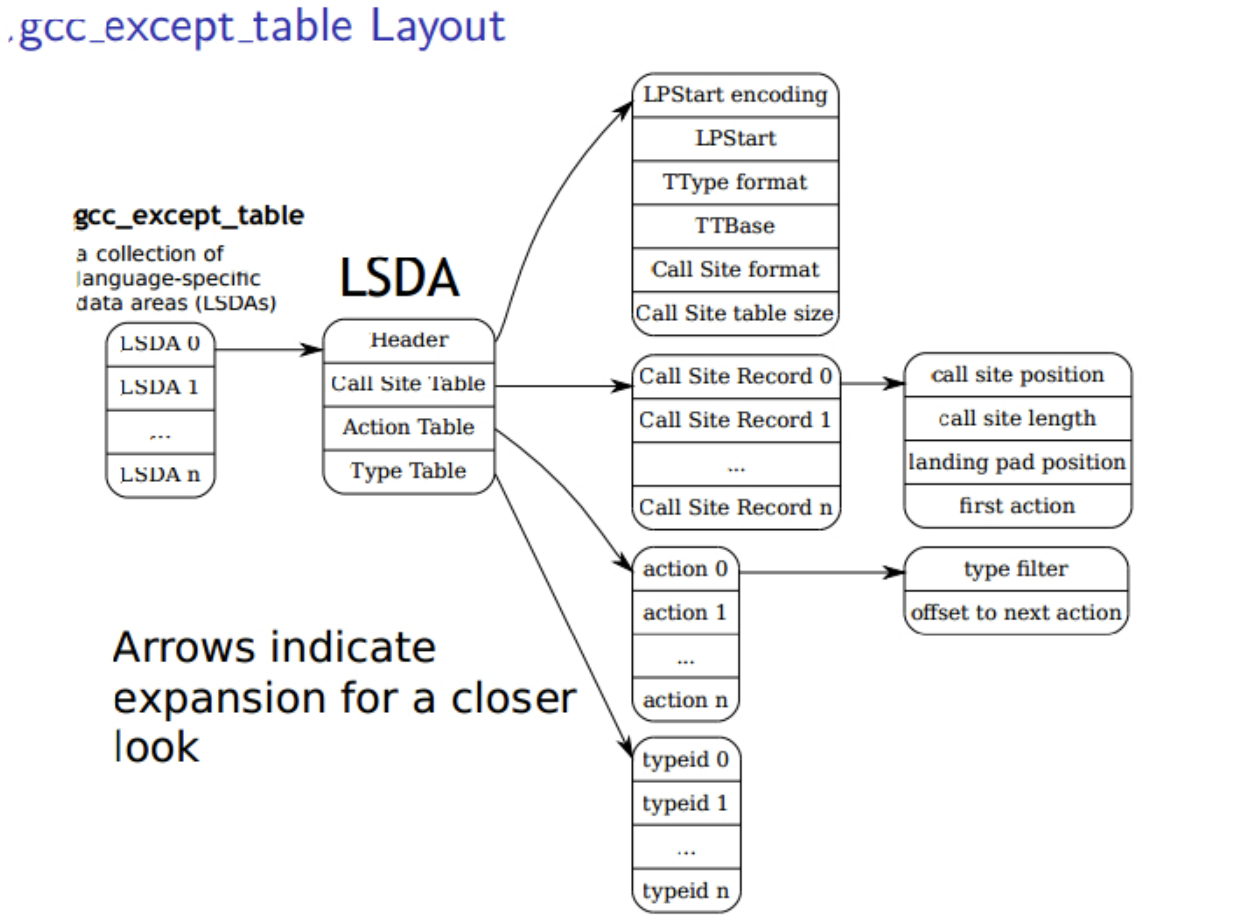 .gcc_except_table Layout
gcc_except_table
a collection of
language-specific
data areas (LSDAs)
LSDA 0
LSDA 1
...
LSDA n
LSDA
Header
Call Site Table
Action Table
Type Table
LPStart encoding
LPStart
TType format
TTBase
Call Site format
Call Site table size
Call Site Record 0
Call Site Record 1
...
Call Site Record n
call site position
call site length
landing pad position
first action
action 0
action 1
...
action n
type filter
offset to next action
typeid 0
typeid 1
...
typeid n
Arrows indicate
expansion for a closer
look